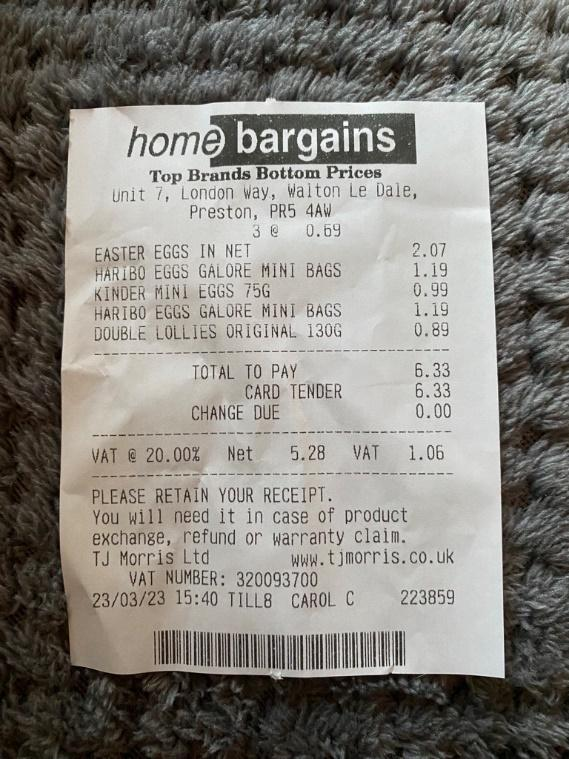 home bargains
Top Brands Bottom Prices
Unit 7, London Way, Walton Le Dale,
Preston, PR5 4AW
3 @ 0.69
EASTER EGGS IN NET 2.07
HARIBO EGGS GALORE MINI BAGS 1.19
KINDER MINI EGGS 75G 0.99
HARIBO EGGS GALORE MINI BAGS 1.19
DOUBLE LOLLIES ORIGINAL 130G 0.89
TOTAL TO PAY 6.33
CARD TENDER 6.33
CHANGE DUE 0.00
VAT @ 20.00% Net 5.28 VAT 1.06
PLEASE RETAIN YOUR RECEIPT.
You will need it in case of product
exchange, refund or warranty claim.
TJ Morris Ltd www.tjmorris.co.uk
VAT NUMBER: 320093700
23/03/23 15:40 TILL8 CAROL C 223859